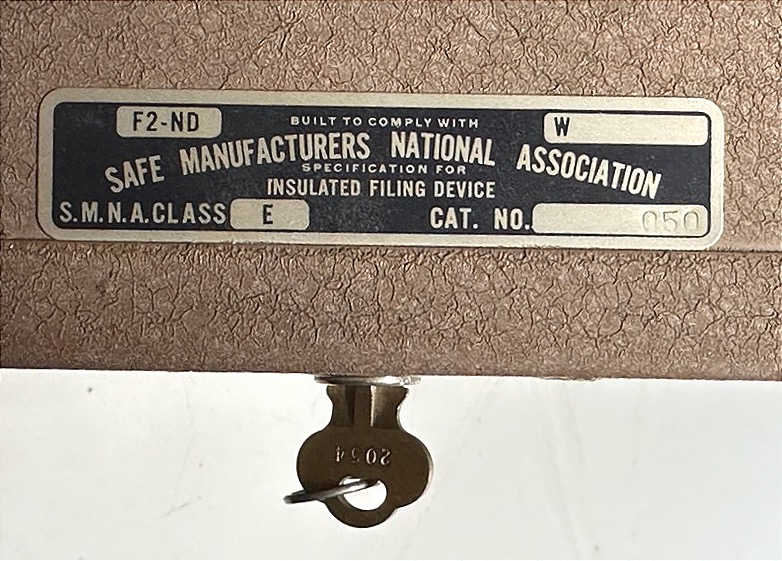 F2-ND
BUILT TO COMPLY WITH
W
SAFE MANUFACTURERS NATIONAL ASSOCIATION
SPECIFICATION FOR
INSULATED FILING DEVICE
S.M.N.A.CLASS E
CAT. NO. 050
2054